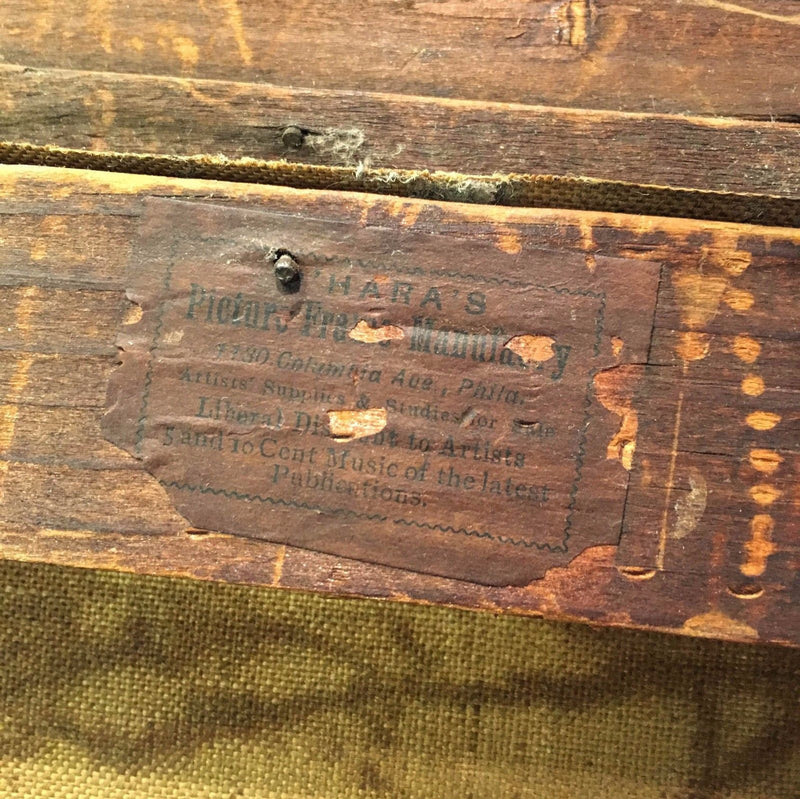 'HARA'S
Picture Frame Manufactory
Columbia Ave., Phila.
Artists' Supplies & Studies for Sale
Liberal Discount to Artists
5 and 10 Cent Music of the latest
Publications.